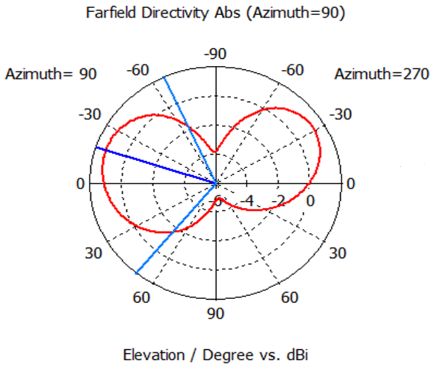 Farfield Directivity Abs (Azimuth=90)
-90
Azimuth= 90 -60 -60 Azimuth=270
-30 -30
0 -6 -4 -2 0 0
30 30
60 60
90
Elevation / Degree vs. dBi